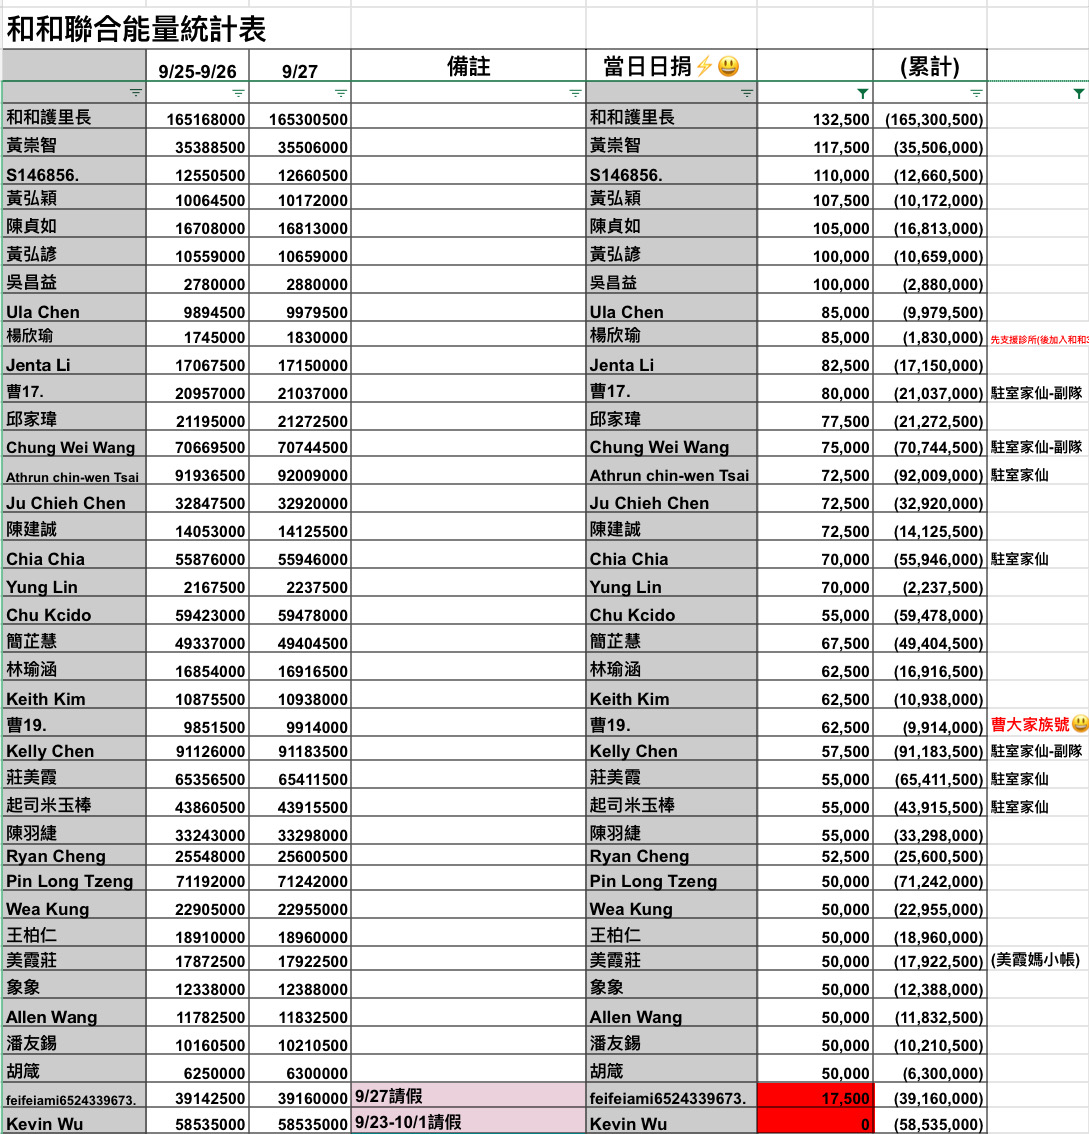 和和聯合能量統計表
9/25-9/26 9/27 備註 當日日捐⚡😃 (累計)
和和護里長 165168000 165300500 和和護里長 132,500 (165,300,500)
黃崇智 35388500 35506000 黃崇智 117,500 (35,506,000)
S146856. 12550500 12660500 S146856. 110,000 (12,660,500)
黃弘穎 10064500 10172000 黃弘穎 107,500 (10,172,000)
陳貞如 16708000 16813000 陳貞如 105,000 (16,813,000)
黃弘諺 10559000 10659000 黃弘諺 100,000 (10,659,000)
吳昌益 2780000 2880000 吳昌益 100,000 (2,880,000)
Ula Chen 9894500 9979500 Ula Chen 85,000 (9,979,500)
楊欣瑜 1745000 1830000 楊欣瑜 85,000 (1,830,000) 先支援診所(後加入和和
Jenta Li 17067500 17150000 Jenta Li 82,500 (17,150,000)
曹17. 20957000 21037000 曹17. 80,000 (21,037,000) 駐室家仙-副隊
邱家瑋 21195000 21272500 邱家瑋 77,500 (21,272,500)
Chung Wei Wang 70669500 70744500 Chung Wei Wang 75,000 (70,744,500) 駐室家仙-副隊
Athrun chin-wen Tsai 91936500 92009000 Athrun chin-wen Tsai 72,500 (92,009,000) 駐室家仙
Ju Chieh Chen 32847500 32920000 Ju Chieh Chen 72,500 (32,920,000)
陳建誠 14053000 14125500 陳建誠 72,500 (14,125,500)
Chia Chia 55876000 55946000 Chia Chia 70,000 (55,946,000) 駐室家仙
Yung Lin 2167500 2237500 Yung Lin 70,000 (2,237,500)
Chu Kcido 59423000 59478000 Chu Kcido 55,000 (59,478,000)
簡芷慧 49337000 49404500 簡芷慧 67,500 (49,404,500)
林瑜涵 16854000 16916500 林瑜涵 62,500 (16,916,500)
Keith Kim 10875500 10938000 Keith Kim 62,500 (10,938,000)
曹19. 9851500 9914000 曹19. 62,500 (9,914,000) 曹大家族號😃
Kelly Chen 91126000 91183500 Kelly Chen 57,500 (91,183,500) 駐室家仙-副隊
莊美霞 65356500 65411500 莊美霞 55,000 (65,411,500) 駐室家仙
起司米玉棒 43860500 43915500 起司米玉棒 55,000 (43,915,500) 駐室家仙
陳羽緁 33243000 33298000 陳羽緁 55,000 (33,298,000)
Ryan Cheng 25548000 25600500 Ryan Cheng 52,500 (25,600,500)
Pin Long Tzeng 71192000 71242000 Pin Long Tzeng 50,000 (71,242,000)
Wea Kung 22905000 22955000 Wea Kung 50,000 (22,955,000)
王柏仁 18910000 18960000 王柏仁 50,000 (18,960,000)
美霞莊 17872500 17922500 美霞莊 50,000 (17,922,500) (美霞媽小帳)
象象 12338000 12388000 象象 50,000 (12,388,000)
Allen Wang 11782500 11832500 Allen Wang 50,000 (11,832,500)
潘友錫 10160500 10210500 潘友錫 50,000 (10,210,500)
胡箴 6250000 6300000 胡箴 50,000 (6,300,000)
feifeiami6524339673. 39142500 39160000 9/27請假 feifeiami6524339673. 17,500 (39,160,000)
Kevin Wu 58535000 58535000 9/23-10/1請假 Kevin Wu 0 (58,535,000)